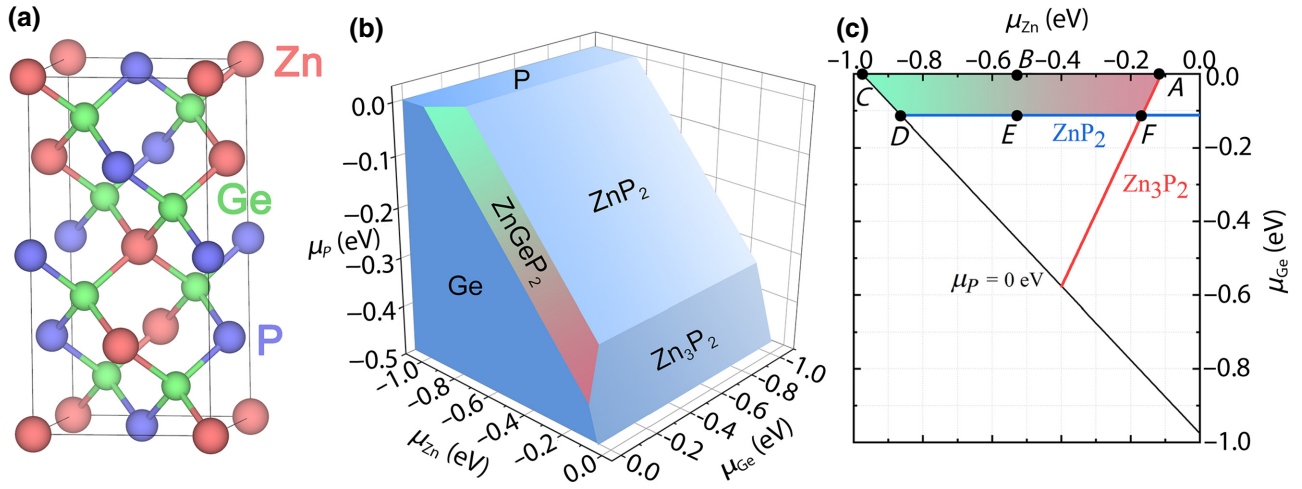 (a)
Zn
Ge
P
(b)
0.0
−0.1
−0.2
μP (eV)
−0.3
−0.4
−0.5
P
ZnP2
ZnGeP2
Ge
Zn3P2
−1.0
−0.8
−0.6
−0.4
−0.2
0.0
μZn (eV)
0.0
−0.2
−0.4
−0.6
−0.8
−1.0
μGe (eV)
(c)
μZn (eV)
−1.0 −0.8 −0.6 −0.4 −0.2 0.0
B
C
A
D
E
F
ZnP2
Zn3P2
μP = 0 eV
−0.2
−0.4
−0.6
−0.8
−1.0
μGe (eV)